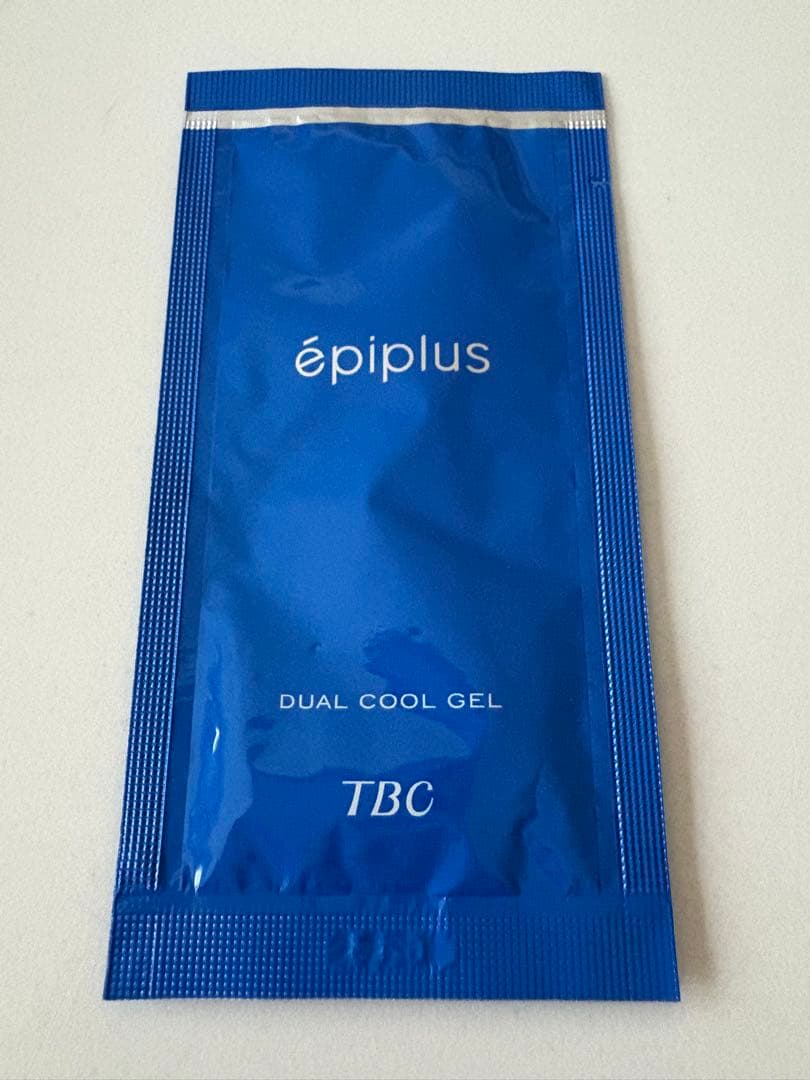 épiplus
DUAL COOL GEL
TBC